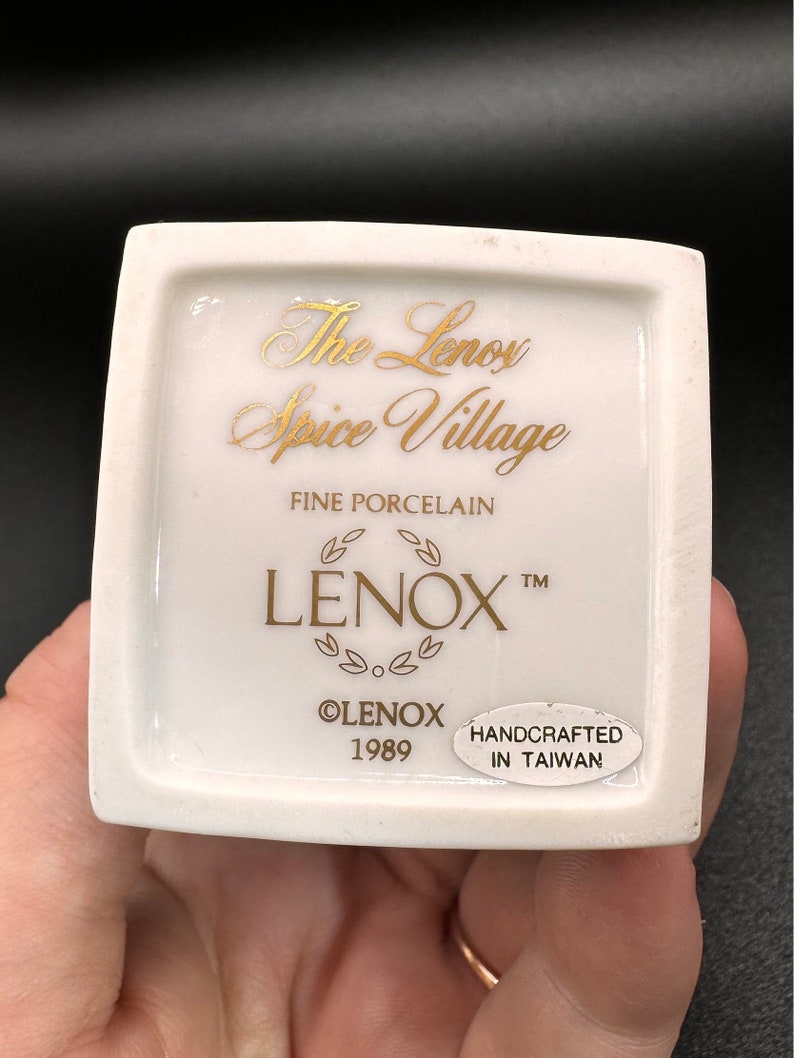 The Lenox
Spice Village
FINE PORCELAIN
LENOX™
©LENOX
1989
HANDCRAFTED
IN TAIWAN